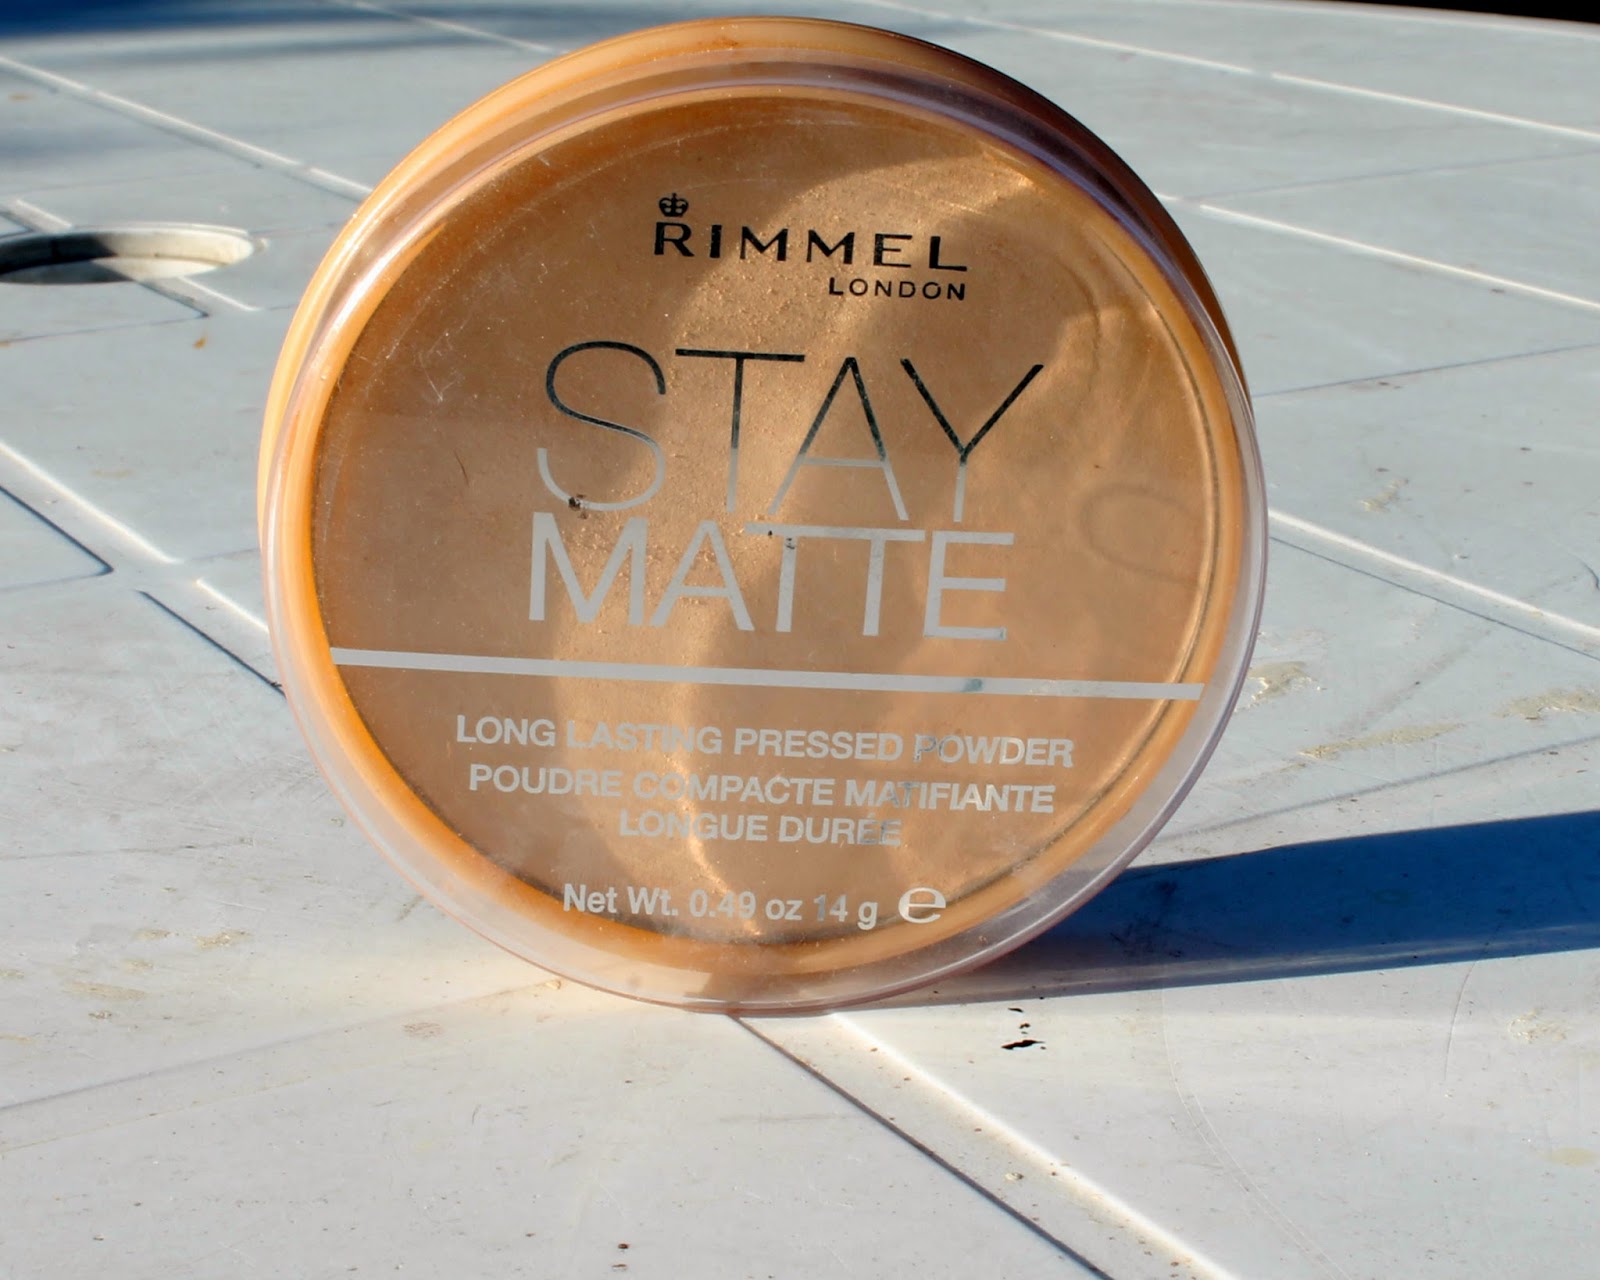 RIMMEL
LONDON
STAY
MATTE
LONG LASTING PRESSED POWDER
POUDRE COMPACTE MATIFIANTE
LONGUE DURÉE
Net Wt. 0.49 oz 14 g ℮